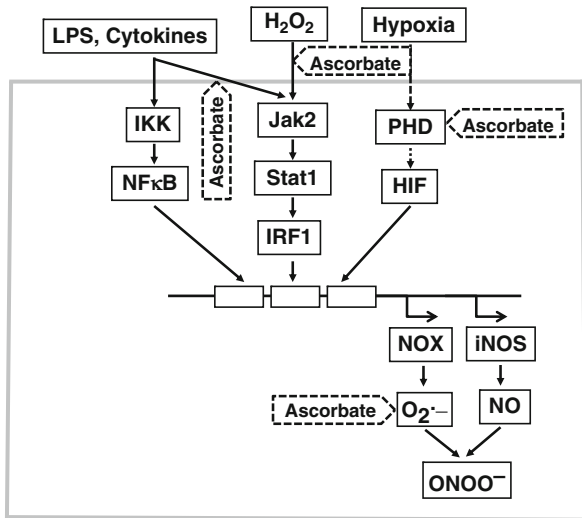 LPS, Cytokines
H₂O₂
Hypoxia
Ascorbate
Ascorbate
IKK
Jak2
PHD
Ascorbate
NFκB
Stat1
HIF
IRF1
NOX
iNOS
Ascorbate
O₂·–
NO
ONOO⁻